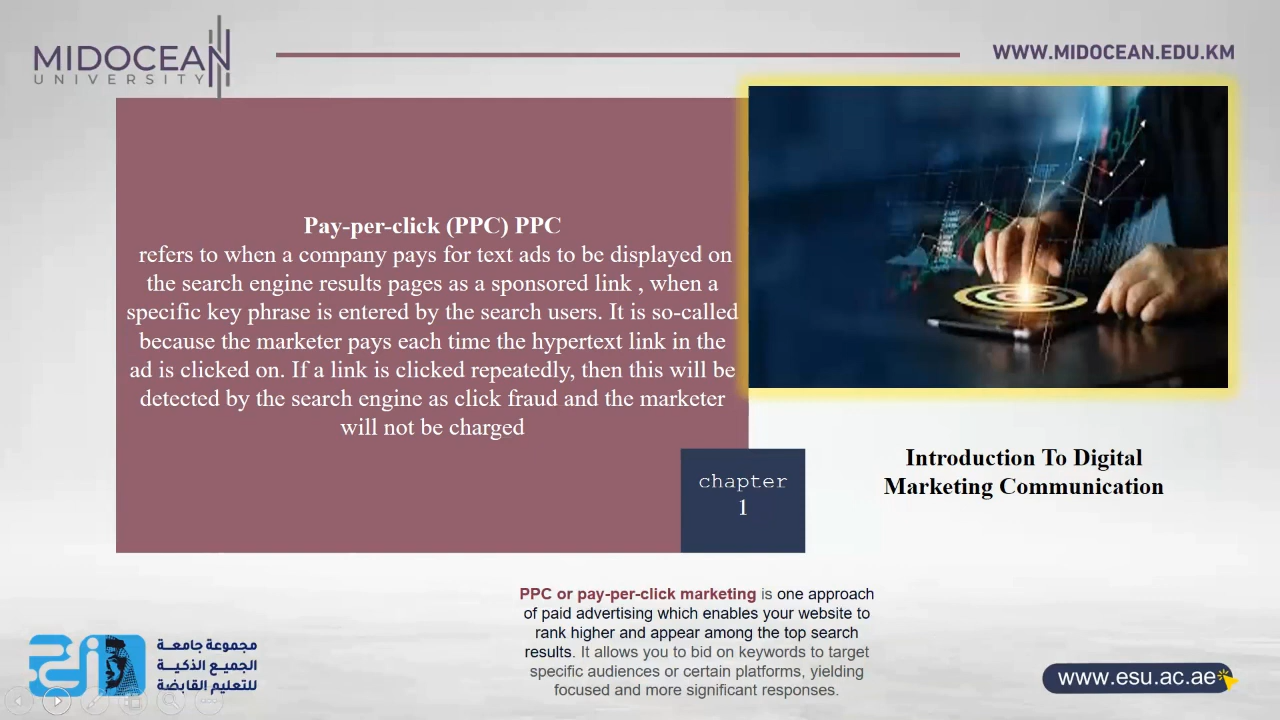 MIDOCEAN
UNIVERSITY
WWW.MIDOCEAN.EDU.KM
Pay-per-click (PPC) PPC
refers to when a company pays for text ads to be displayed on
the search engine results pages as a sponsored link , when a
specific key phrase is entered by the search users. It is so-called
because the marketer pays each time the hypertext link in the
ad is clicked on. If a link is clicked repeatedly, then this will be
detected by the search engine as click fraud and the marketer
will not be charged
chapter
1
Introduction To Digital
Marketing Communication
PPC or pay-per-click marketing is one approach
of paid advertising which enables your website to
rank higher and appear among the top search
results. It allows you to bid on keywords to target
specific audiences or certain platforms, yielding
focused and more significant responses.
مجموعة جامعة
الجميع الذكية
للتعليم القابضة
www.esu.ac.ae